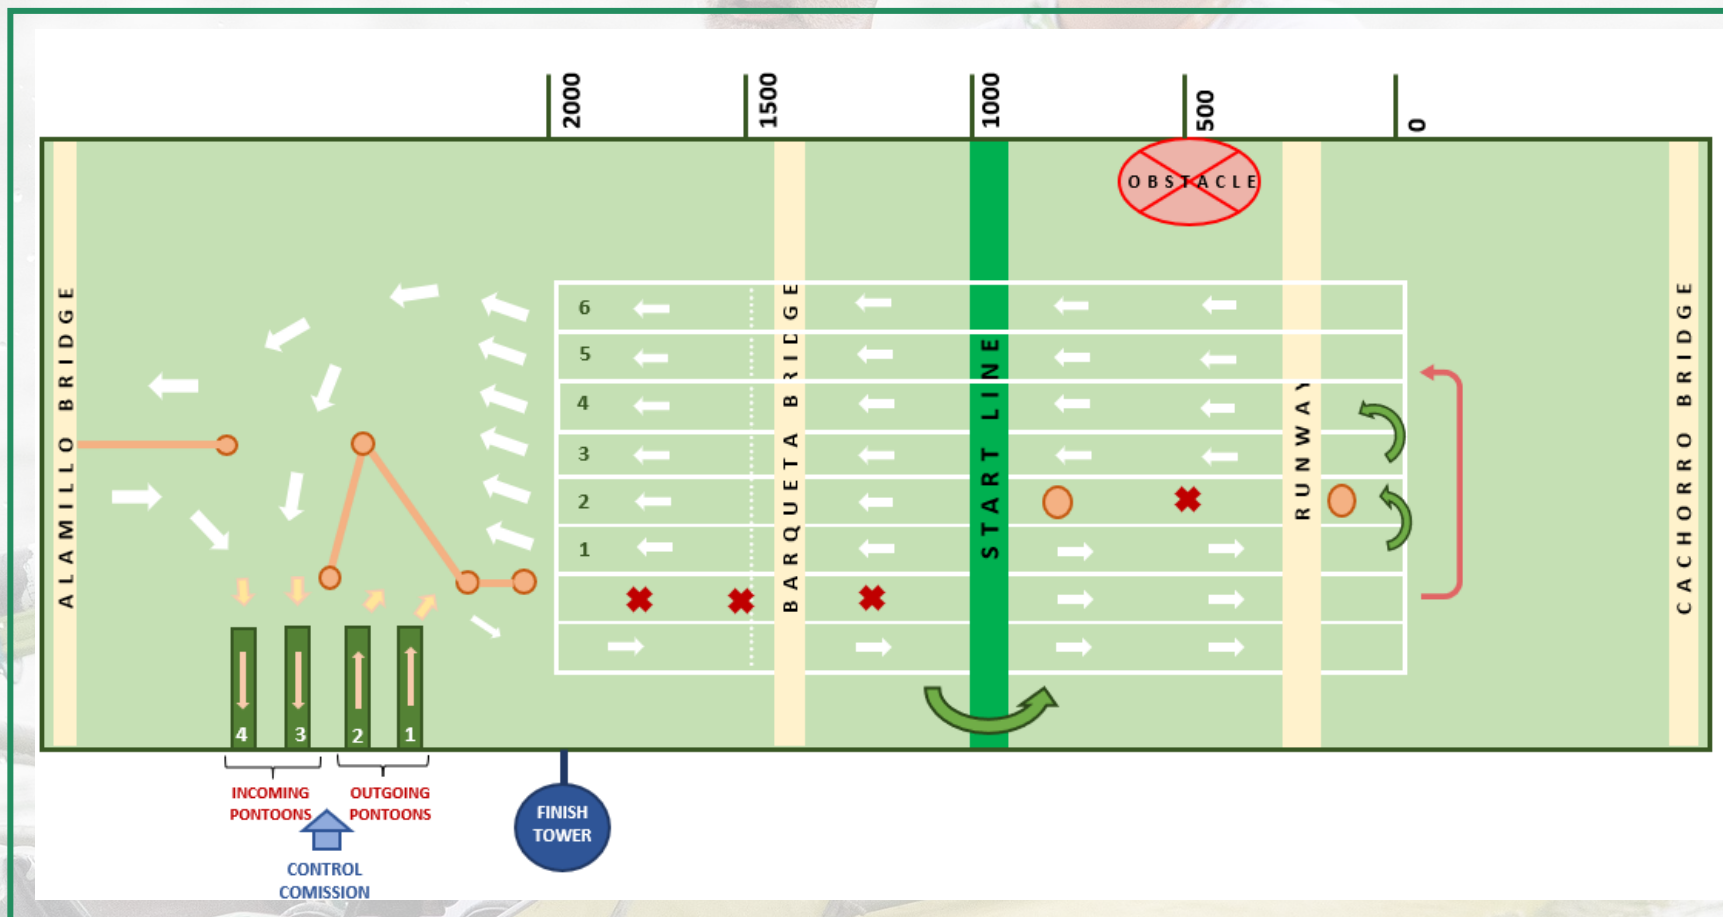 2000
1500
1000
500
0
OBSTACLE
ALAMILLO BRIDGE
BARQUETA BRIDGE
START LINE
RUNWAY
CACHORRO BRIDGE
6
5
4
3
2
1
4
3
2
1
INCOMING
PONTOONS
OUTGOING
PONTOONS
CONTROL
COMISSION
FINISH
TOWER